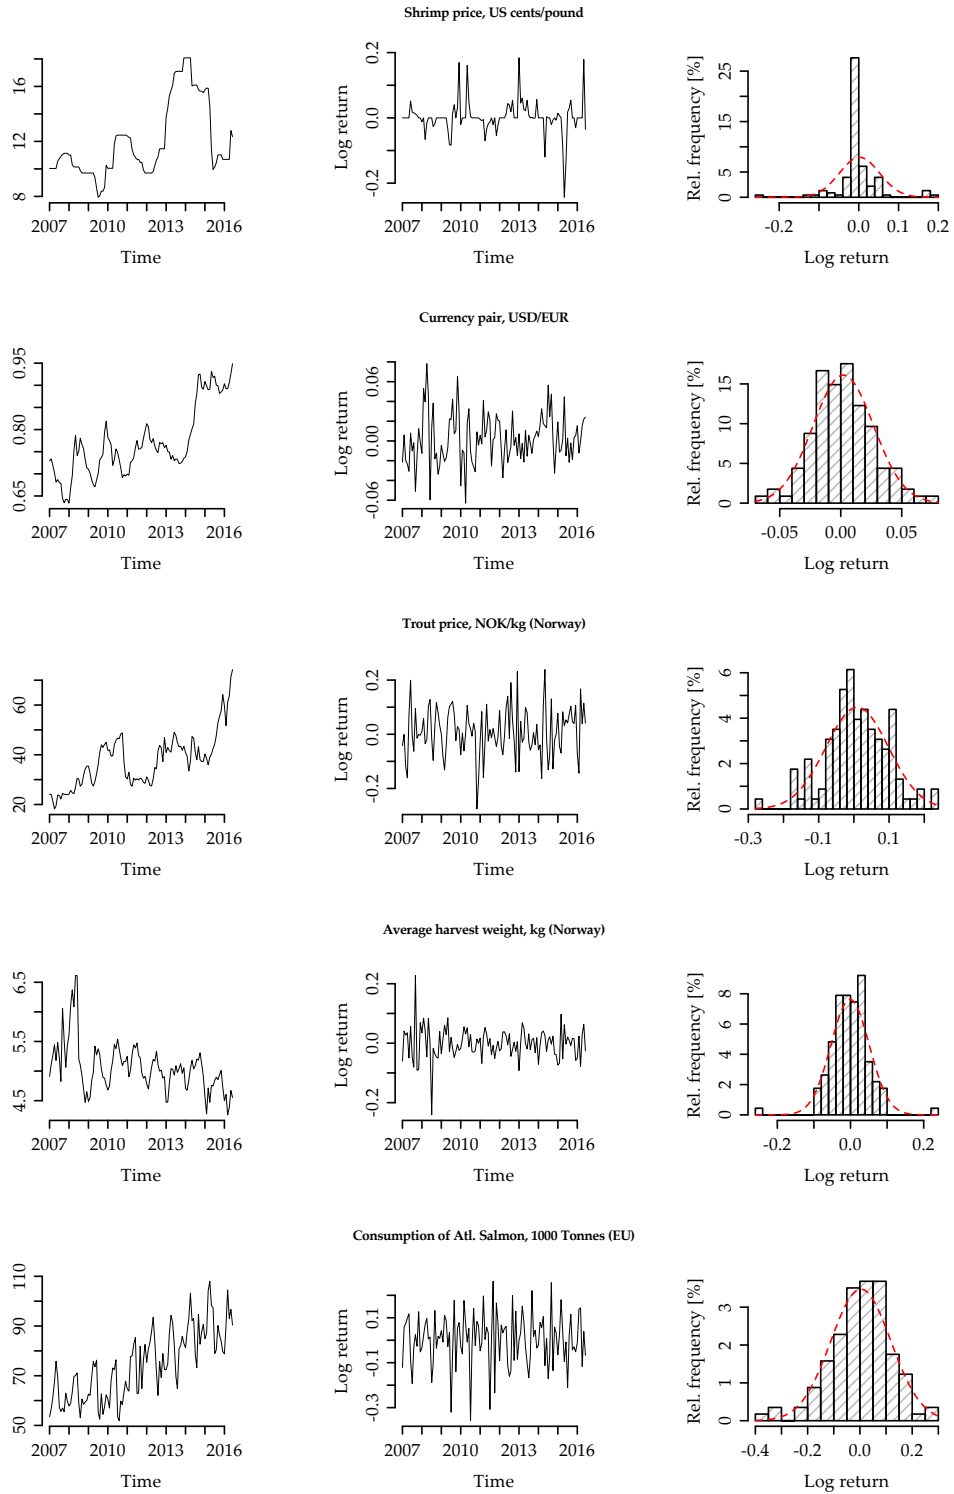 Shrimp price, US cents/pound
8 12 16
2007 2010 2013 2016
Time
Log return
-0.2 0.0 0.2
2007 2010 2013 2016
Time
Rel. frequency [%]
0 5 15 25
-0.2 0.0 0.1 0.2
Log return
Currency pair, USD/EUR
0.65 0.80 0.95
2007 2010 2013 2016
Time
Log return
-0.06 0.00 0.06
2007 2010 2013 2016
Time
Rel. frequency [%]
0 5 10 15
-0.05 0.00 0.05
Log return
Trout price, NOK/kg (Norway)
20 40 60
2007 2010 2013 2016
Time
Log return
-0.2 0.0 0.2
2007 2010 2013 2016
Time
Rel. frequency [%]
0 2 4 6
-0.3 -0.1 0.1
Log return
Average harvest weight, kg (Norway)
4.5 5.5 6.5
2007 2010 2013 2016
Time
Log return
-0.2 0.0 0.2
2007 2010 2013 2016
Time
Rel. frequency [%]
0 2 4 6 8
-0.2 0.0 0.2
Log return
Consumption of Atl. Salmon, 1000 Tonnes (EU)
50 70 90 110
2007 2010 2013 2016
Time
Log return
-0.3 -0.1 0.1
2007 2010 2013 2016
Time
Rel. frequency [%]
0 1 2 3
-0.4 -0.2 0.0 0.2
Log return